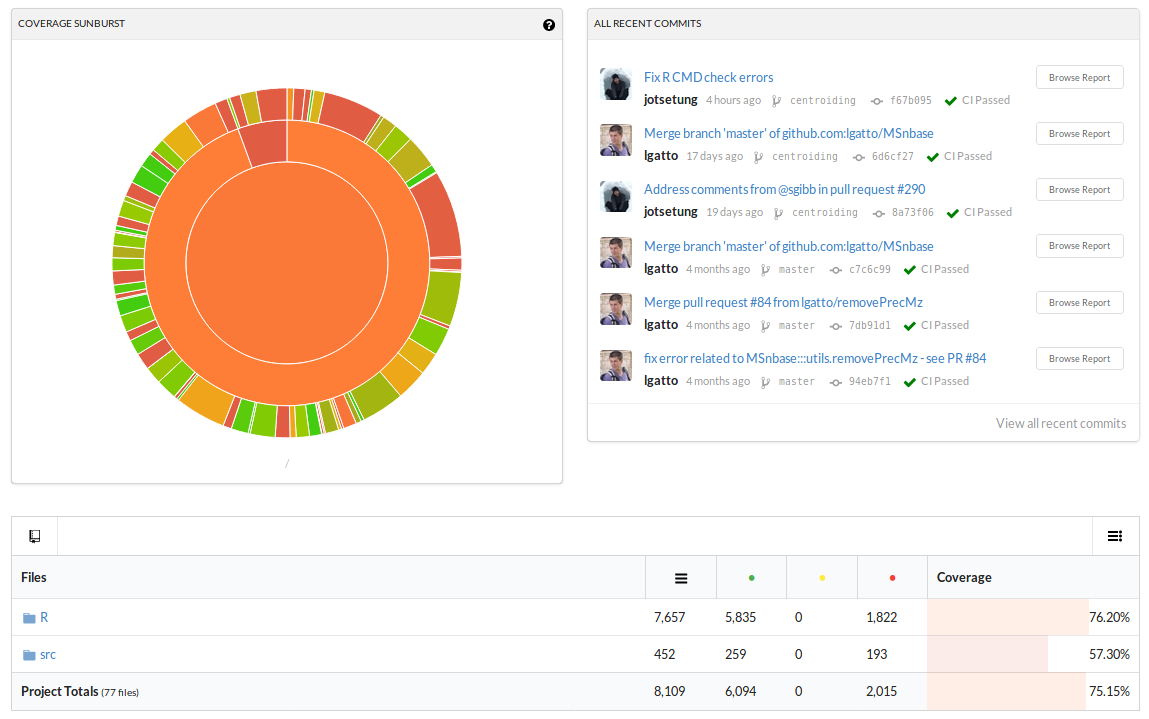 COVERAGE SUNBURST
/
ALL RECENT COMMITS
Fix R CMD check errors
Browse Report
jotsetung 4 hours ago centroiding f67b095 CI Passed
Merge branch 'master' of github.com:lgatto/MSnbase
Browse Report
lgatto 17 days ago centroiding 6d6cf27 CI Passed
Address comments from @sgibb in pull request #290
Browse Report
jotsetung 19 days ago centroiding 8a73f06 CI Passed
Merge branch 'master' of github.com:lgatto/MSnbase
Browse Report
lgatto 4 months ago master c7c6c99 CI Passed
Merge pull request #84 from lgatto/removePrecMz
Browse Report
lgatto 4 months ago master 7db91d1 CI Passed
fix error related to MSnbase:::utils.removePrecMz - see PR #84
Browse Report
lgatto 4 months ago master 94eb7f1 CI Passed
View all recent commits
Files Coverage
R 7,657 5,835 0 1,822 76.20%
src 452 259 0 193 57.30%
Project Totals (77 files) 8,109 6,094 0 2,015 75.15%